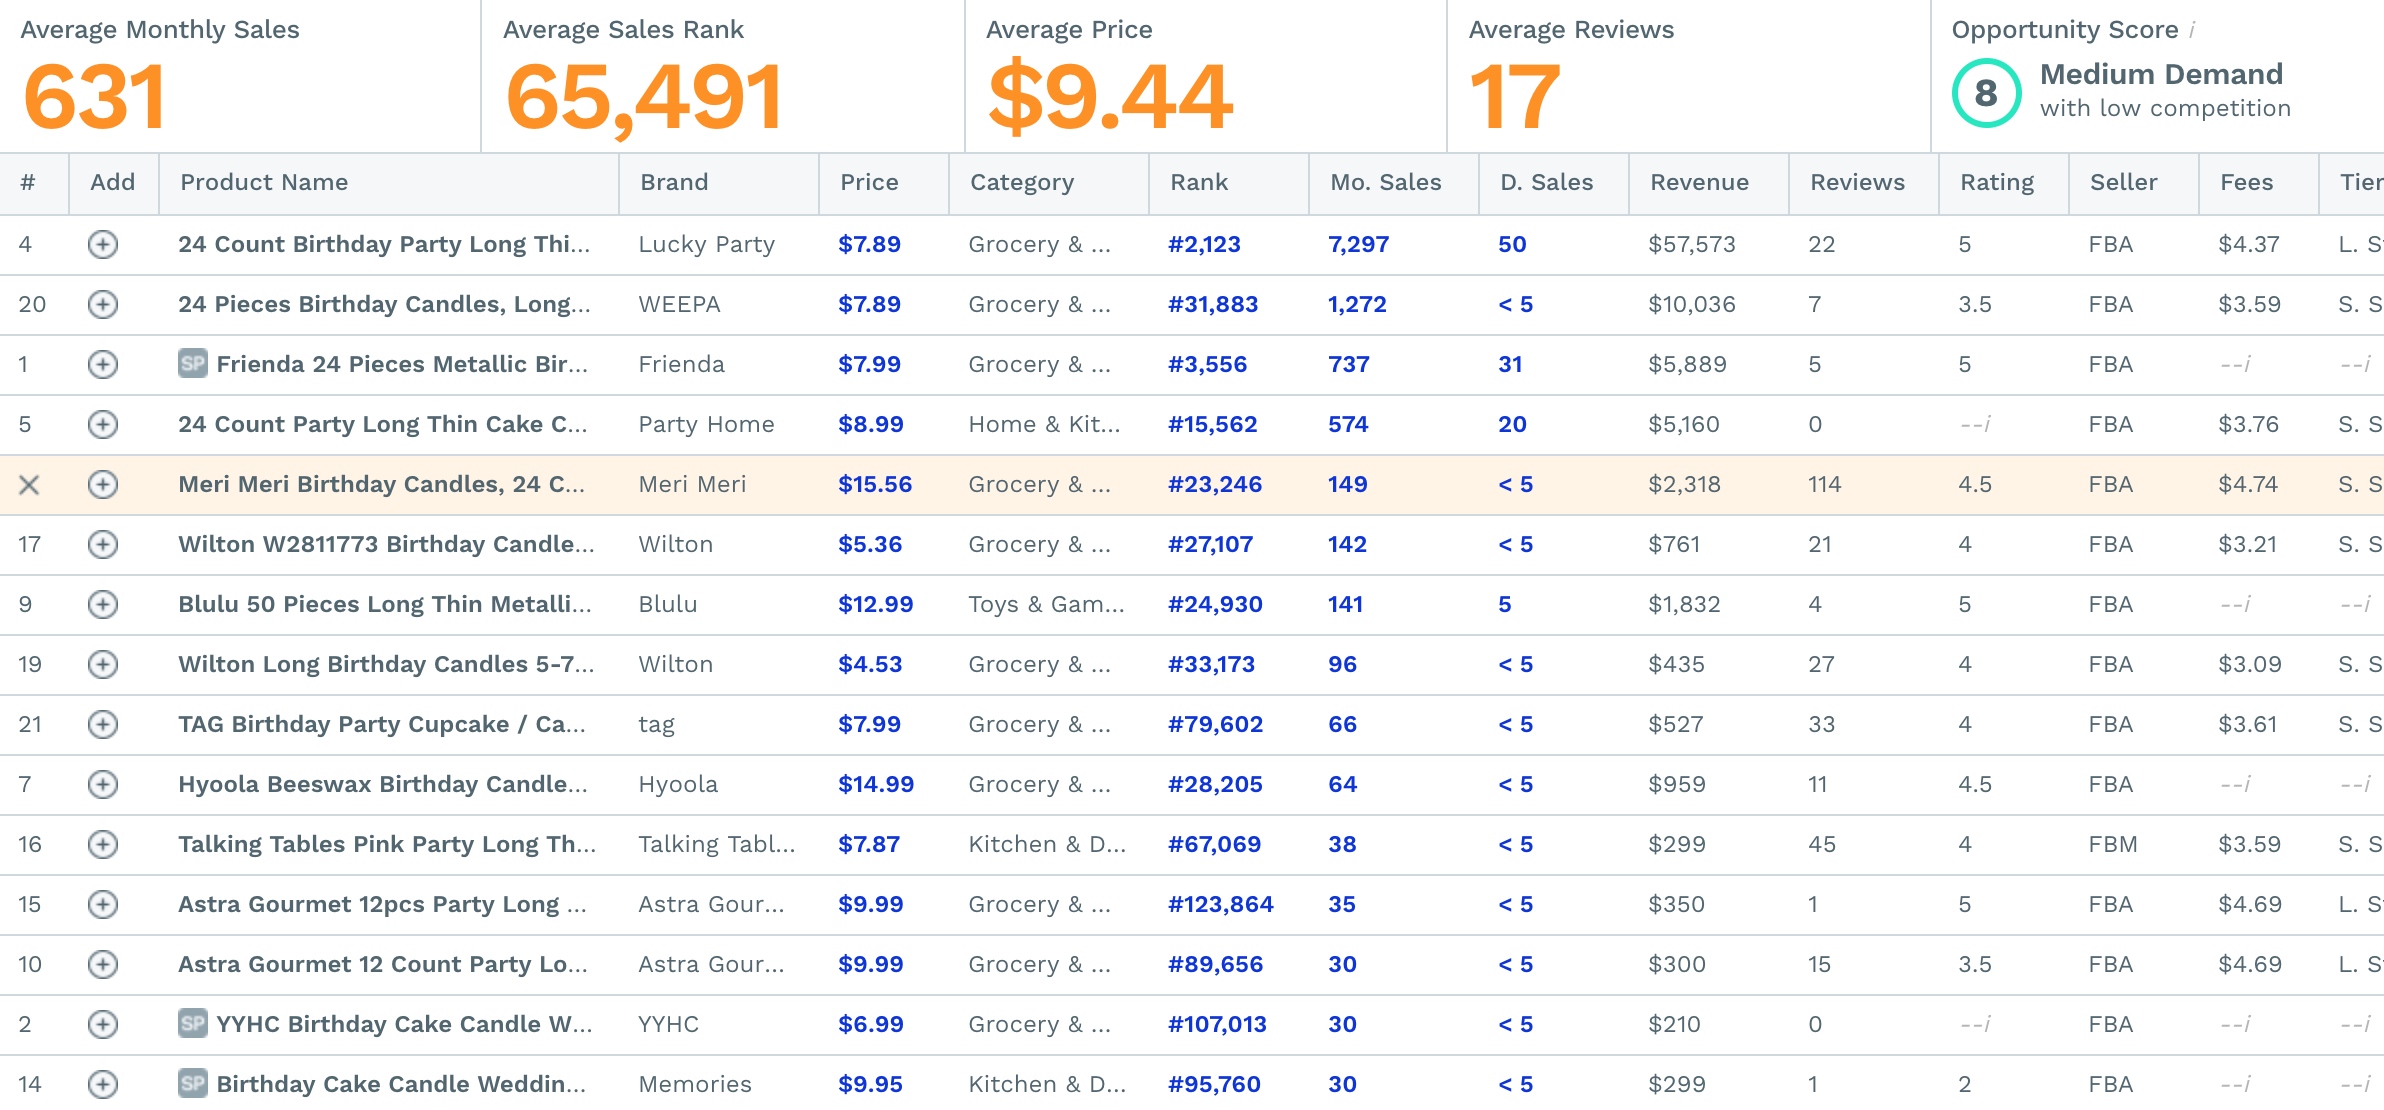 Average Monthly Sales Average Sales Rank Average Price Average Reviews Opportunity Score i
631 65,491 $9.44 17 8 Medium Demand
with low competition
# Add Product Name Brand Price Category Rank Mo. Sales D. Sales Revenue Reviews Rating Seller Fees Tier
4 24 Count Birthday Party Long Thi... Lucky Party $7.89 Grocery & ... #2,123 7,297 50 $57,573 22 5 FBA $4.37 L. S
20 24 Pieces Birthday Candles, Long... WEEPA $7.89 Grocery & ... #31,883 1,272 < 5 $10,036 7 3.5 FBA $3.59 S. S
1 SP Frienda 24 Pieces Metallic Bir... Frienda $7.99 Grocery & ... #3,556 737 31 $5,889 5 5 FBA --i --i
5 24 Count Party Long Thin Cake C... Party Home $8.99 Home & Kit... #15,562 574 20 $5,160 0 --i FBA $3.76 S. S
Meri Meri Birthday Candles, 24 C... Meri Meri $15.56 Grocery & ... #23,246 149 < 5 $2,318 114 4.5 FBA $4.74 S. S
17 Wilton W2811773 Birthday Candle... Wilton $5.36 Grocery & ... #27,107 142 < 5 $761 21 4 FBA $3.21 S. S
9 Blulu 50 Pieces Long Thin Metalli... Blulu $12.99 Toys & Gam... #24,930 141 5 $1,832 4 5 FBA --i --i
19 Wilton Long Birthday Candles 5-7... Wilton $4.53 Grocery & ... #33,173 96 < 5 $435 27 4 FBA $3.09 S. S
21 TAG Birthday Party Cupcake / Ca... tag $7.99 Grocery & ... #79,602 66 < 5 $527 33 4 FBA $3.61 S. S
7 Hyoola Beeswax Birthday Candle... Hyoola $14.99 Grocery & ... #28,205 64 < 5 $959 11 4.5 FBA --i --i
16 Talking Tables Pink Party Long Th... Talking Tabl... $7.87 Kitchen & D... #67,069 38 < 5 $299 45 4 FBM $3.59 S. S
15 Astra Gourmet 12pcs Party Long ... Astra Gour... $9.99 Grocery & ... #123,864 35 < 5 $350 1 5 FBA $4.69 L. S
10 Astra Gourmet 12 Count Party Lo... Astra Gour... $9.99 Grocery & ... #89,656 30 < 5 $300 15 3.5 FBA $4.69 L. S
2 SP YYHC Birthday Cake Candle W... YYHC $6.99 Grocery & ... #107,013 30 < 5 $210 0 --i FBA --i --i
14 SP Birthday Cake Candle Weddin... Memories $9.95 Kitchen & D... #95,760 30 < 5 $299 1 2 FBA --i --i